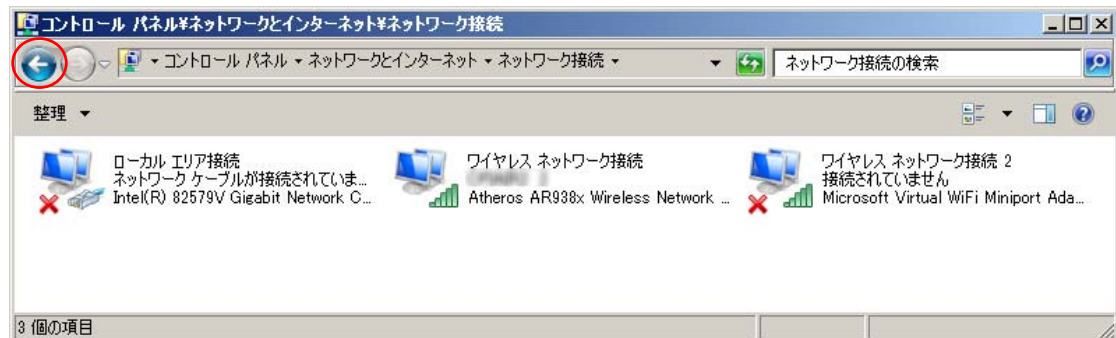 コントロール パネル¥ネットワークとインターネット¥ネットワーク接続
コントロール パネル ネットワークとインターネット ネットワーク接続
ネットワーク接続の検索
整理
ローカル エリア接続
ネットワーク ケーブルが接続されていま...
Intel(R) 82579V Gigabit Network C...
ワイヤレス ネットワーク接続
Atheros AR938x Wireless Network ...
ワイヤレス ネットワーク接続 2
接続されていません
Microsoft Virtual WiFi Miniport Ada...
3 個の項目